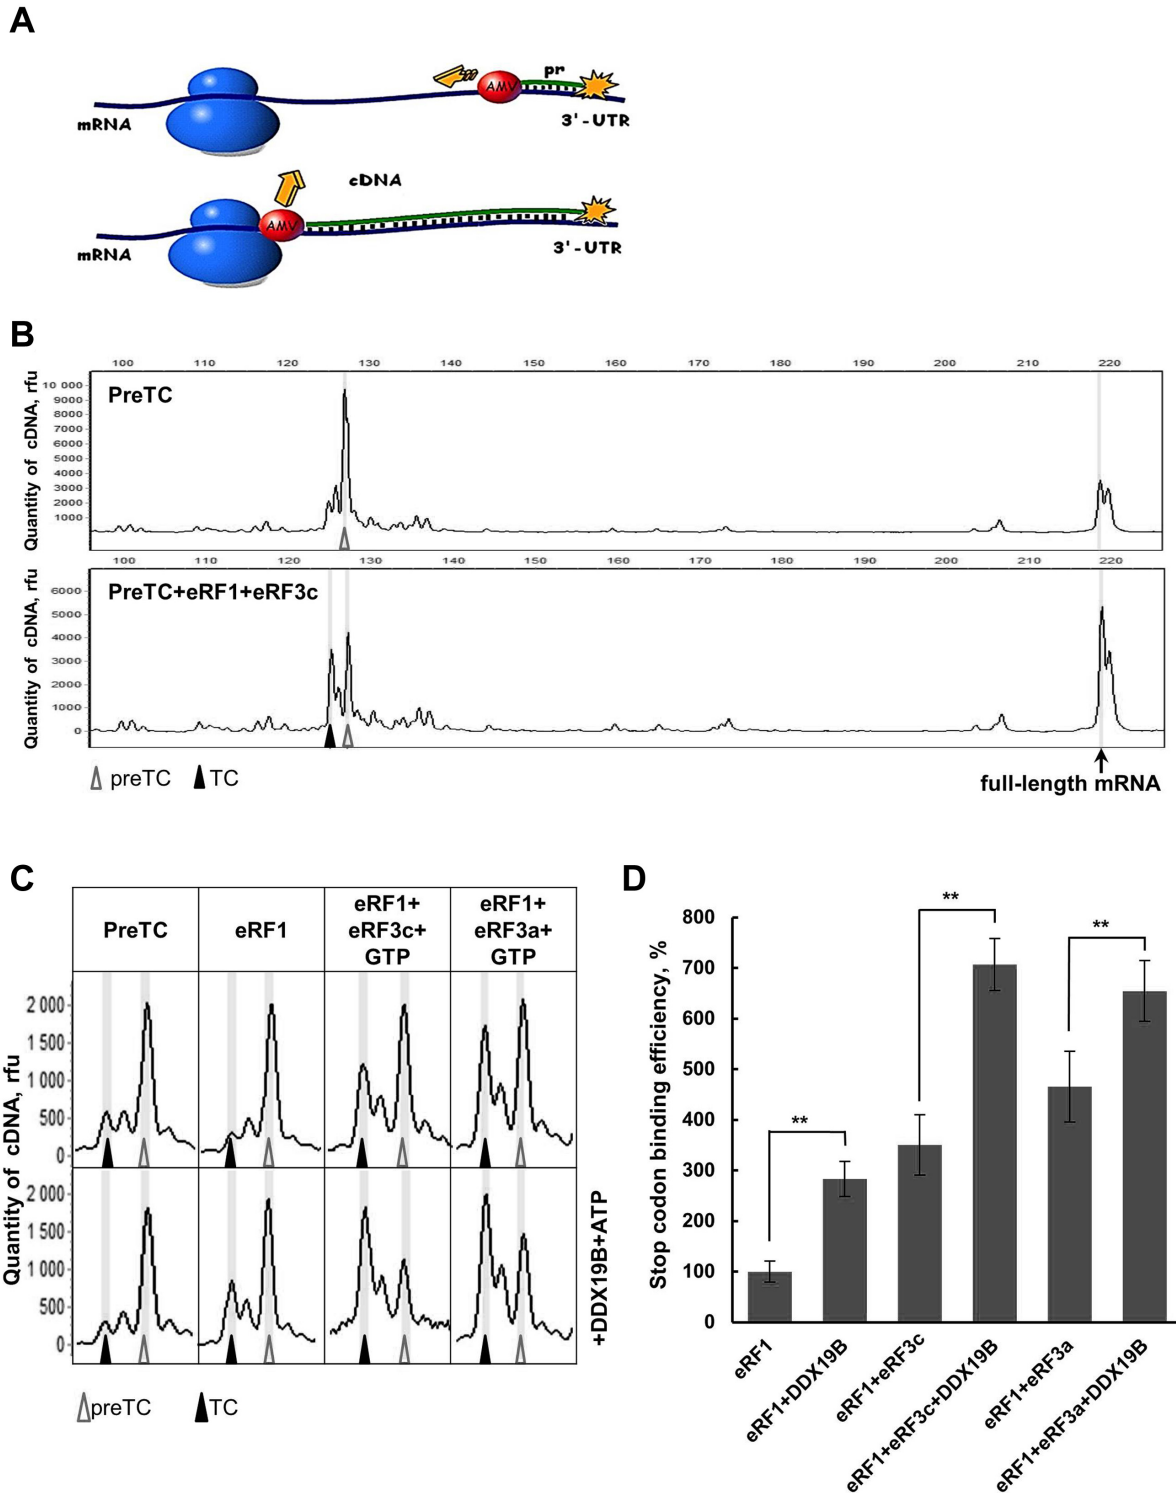 A
AMV
pr
mRNA
3'-UTR
cDNA
AMV
mRNA
3'-UTR
B
100 110 120 130 140 150 160 170 180 190 200 210 220
Quantity of cDNA, rfu
PreTC
10 000
9000
8000
7000
6000
5000
4000
3000
2000
1000
100 110 120 130 140 150 160 170 180 190 200 210 220
Quantity of cDNA, rfu
PreTC+eRF1+eRF3c
6000
5000
4000
3000
2000
1000
0
preTC TC
full-length mRNA
C
PreTC
eRF1
eRF1+
eRF3c+
GTP
eRF1+
eRF3a+
GTP
Quantity of cDNA, rfu
2 000
1 500
1 000
500
0
2 000
1 500
1 000
500
0
+DDX19B+ATP
preTC TC
D
Stop codon binding efficiency, %
800
700
600
500
400
300
200
100
0
**
**
**
eRF1
eRF1+DDX19B
eRF1+eRF3c
eRF1+eRF3c+DDX19B
eRF1+eRF3a
eRF1+eRF3a+DDX19B